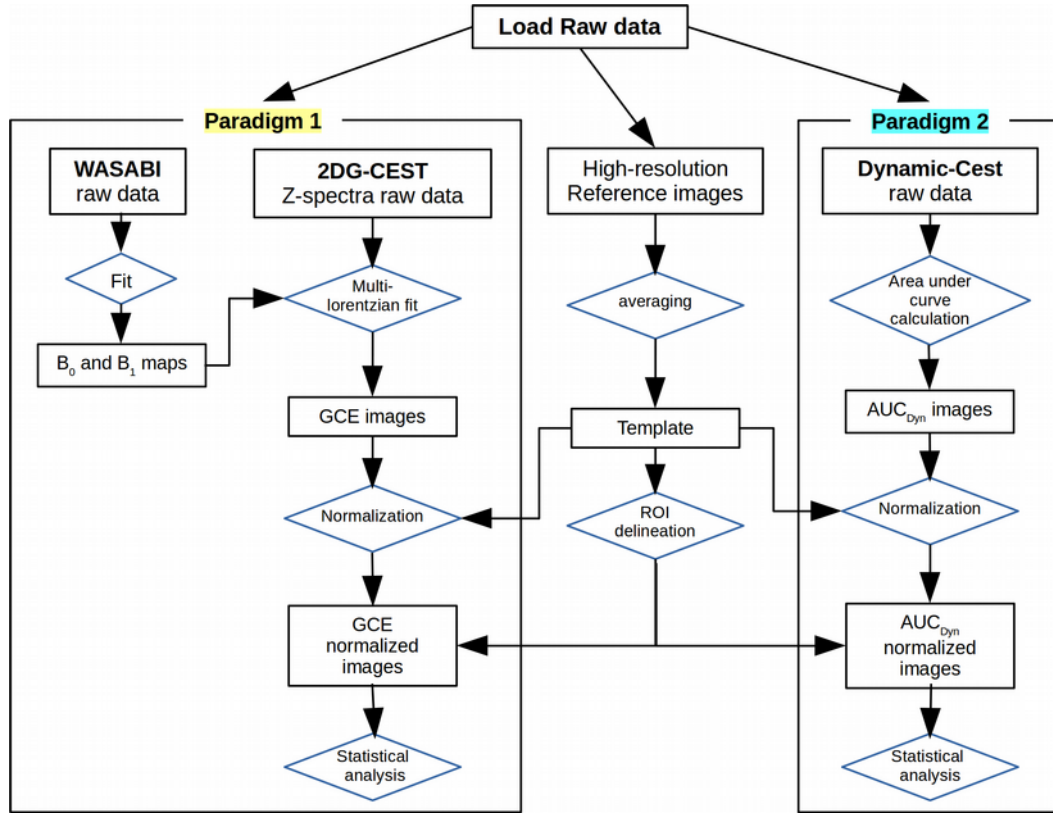 Load Raw data
Paradigm 1
WASABI
raw data
Fit
B0 and B1 maps
2DG-CEST
Z-spectra raw data
Multi-
lorentzian fit
GCE images
Normalization
GCE
normalized
images
Statistical
analysis
High-resolution
Reference images
averaging
Template
ROI
delineation
Paradigm 2
Dynamic-Cest
raw data
Area under
curve
calculation
AUCDyn images
Normalization
AUCDyn
normalized
images
Statistical
analysis